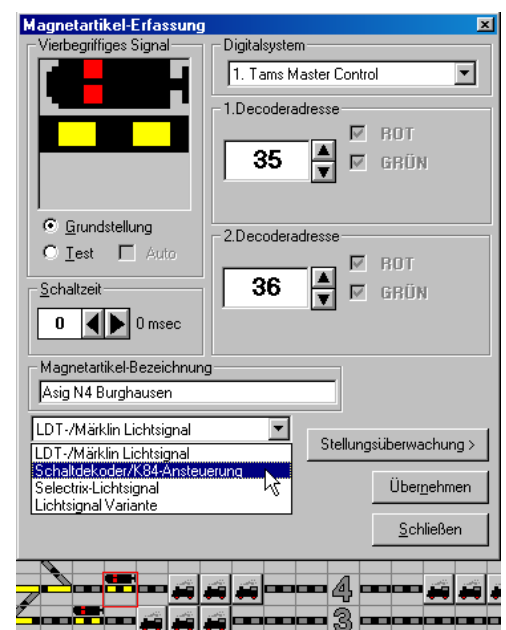 Magnetartikel-Erfassung
Vierbegriffiges Signal
Grundstellung
Test Auto
Schaltzeit
0 0 msec
Digitalsystem
1. Tams Master Control
1.Decoderadresse
35
ROT
GRÜN
2.Decoderadresse
36
ROT
GRÜN
Magnetartikel-Bezeichnung
Asig N4 Burghausen
LDT-/Märklin Lichtsignal
LDT-/Märklin Lichtsignal
Schaltdekoder/K84-Ansteuerung
Selectrix-Lichtsignal
Lichtsignal Variante
Stellungsüberwachung >
Übernehmen
Schließen
4
3